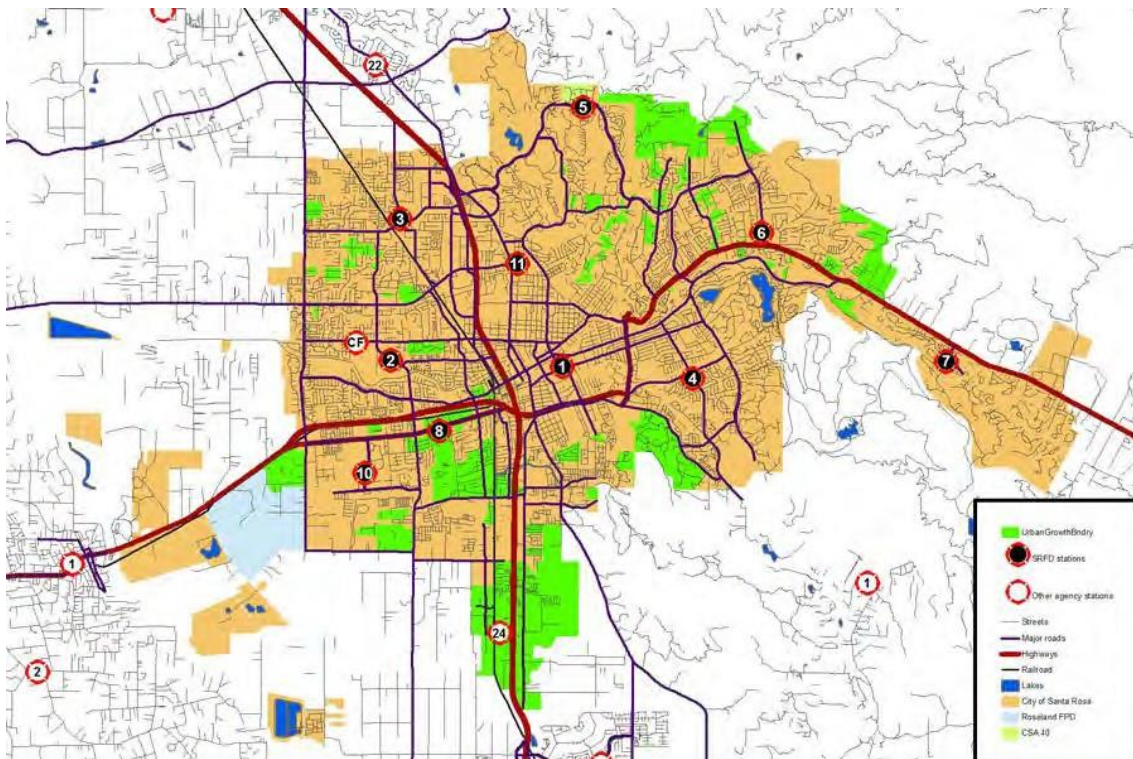 22
5
3
6
11
CF
2
1
7
4
8
10
1
1
24
2
UrbanGrowthBndry
SRFD stations
Other agency stations
Streets
Major roads
Highways
Railroad
Lakes
City of Santa Rosa
Roseland FPD
CSA 40